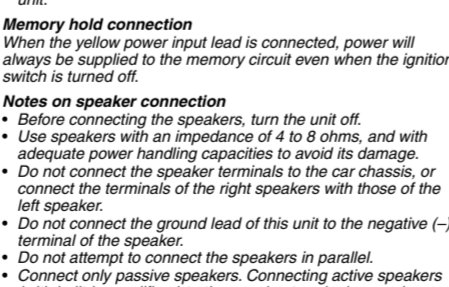 unit.
Memory hold connection
When the yellow power input lead is connected, power will
always be supplied to the memory circuit even when the ignition
switch is turned off.
Notes on speaker connection
• Before connecting the speakers, turn the unit off.
• Use speakers with an impedance of 4 to 8 ohms, and with
adequate power handling capacities to avoid its damage.
• Do not connect the speaker terminals to the car chassis, or
connect the terminals of the right speakers with those of the
left speaker.
• Do not connect the ground lead of this unit to the negative (–)
terminal of the speaker.
• Do not attempt to connect the speakers in parallel.
• Connect only passive speakers. Connecting active speakers